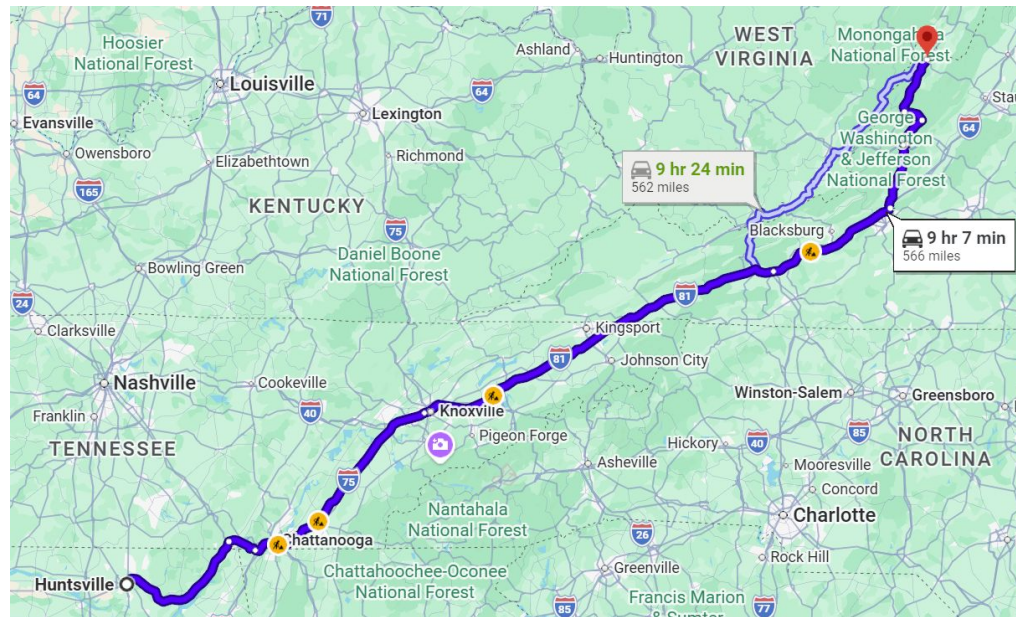 71
Hoosier
National Forest
Ashland
Huntington
WEST
VIRGINIA
Monongahela
National Forest
64
Louisville
64
Evansville
Lexington
64
Owensboro
Elizabethtown
Richmond
George
Washington
& Jefferson
National Forest
64
165
9 hr 24 min
562 miles
KENTUCKY
75
Blacksburg
9 hr 7 min
566 miles
Daniel Boone
National Forest
Bowling Green
81
24
Clarksville
Kingsport
81
Johnson City
Nashville
Cookeville
Winston-Salem
Greensboro
Franklin
40
Knoxville
Pigeon Forge
TENNESSEE
Hickory
40
85
NORTH
CAROLINA
75
Asheville
Mooresville
Concord
Nantahala
National Forest
Charlotte
Chattanooga
26
Rock Hill
Huntsville
Chattahoochee-Oconee
National Forest
Greenville
85
Francis Marion
77